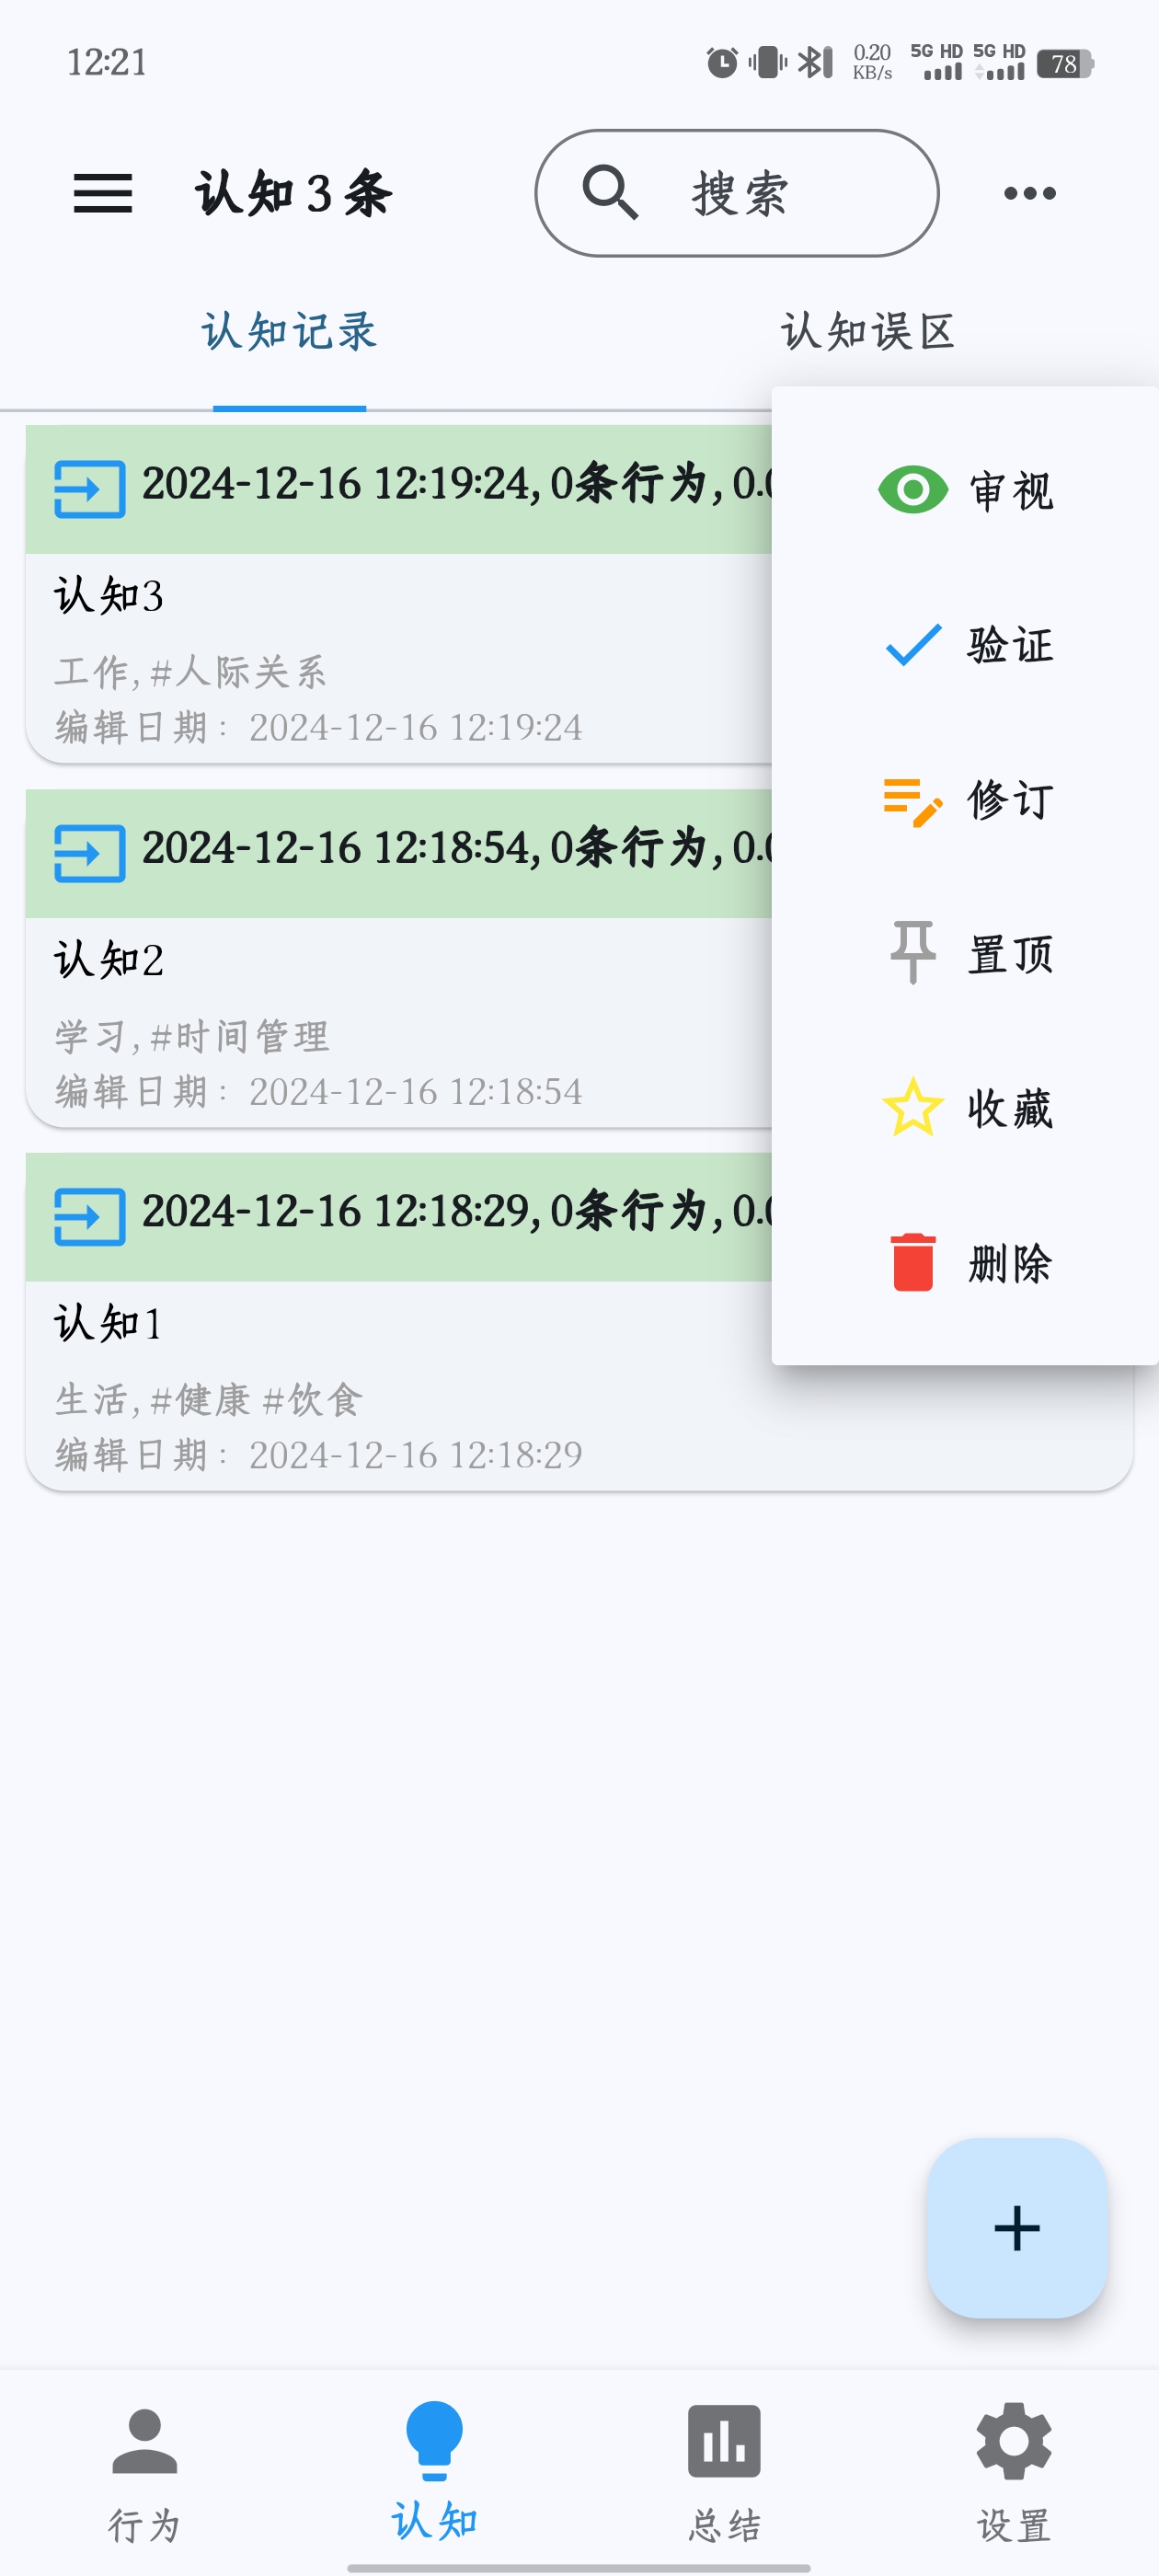 12:21
0.20
KB/s
5G HD
5G HD
78
认知 3 条
搜索
认知记录
认知误区
2024-12-16 12:19:24, 0条行为, 0.
认知3
工作, #人际关系
编辑日期: 2024-12-16 12:19:24
2024-12-16 12:18:54, 0条行为, 0.
认知2
学习, #时间管理
编辑日期: 2024-12-16 12:18:54
2024-12-16 12:18:29, 0条行为, 0.
认知1
生活, #健康 #饮食
编辑日期: 2024-12-16 12:18:29
审视
验证
修订
置顶
收藏
删除
行为
认知
总结
设置